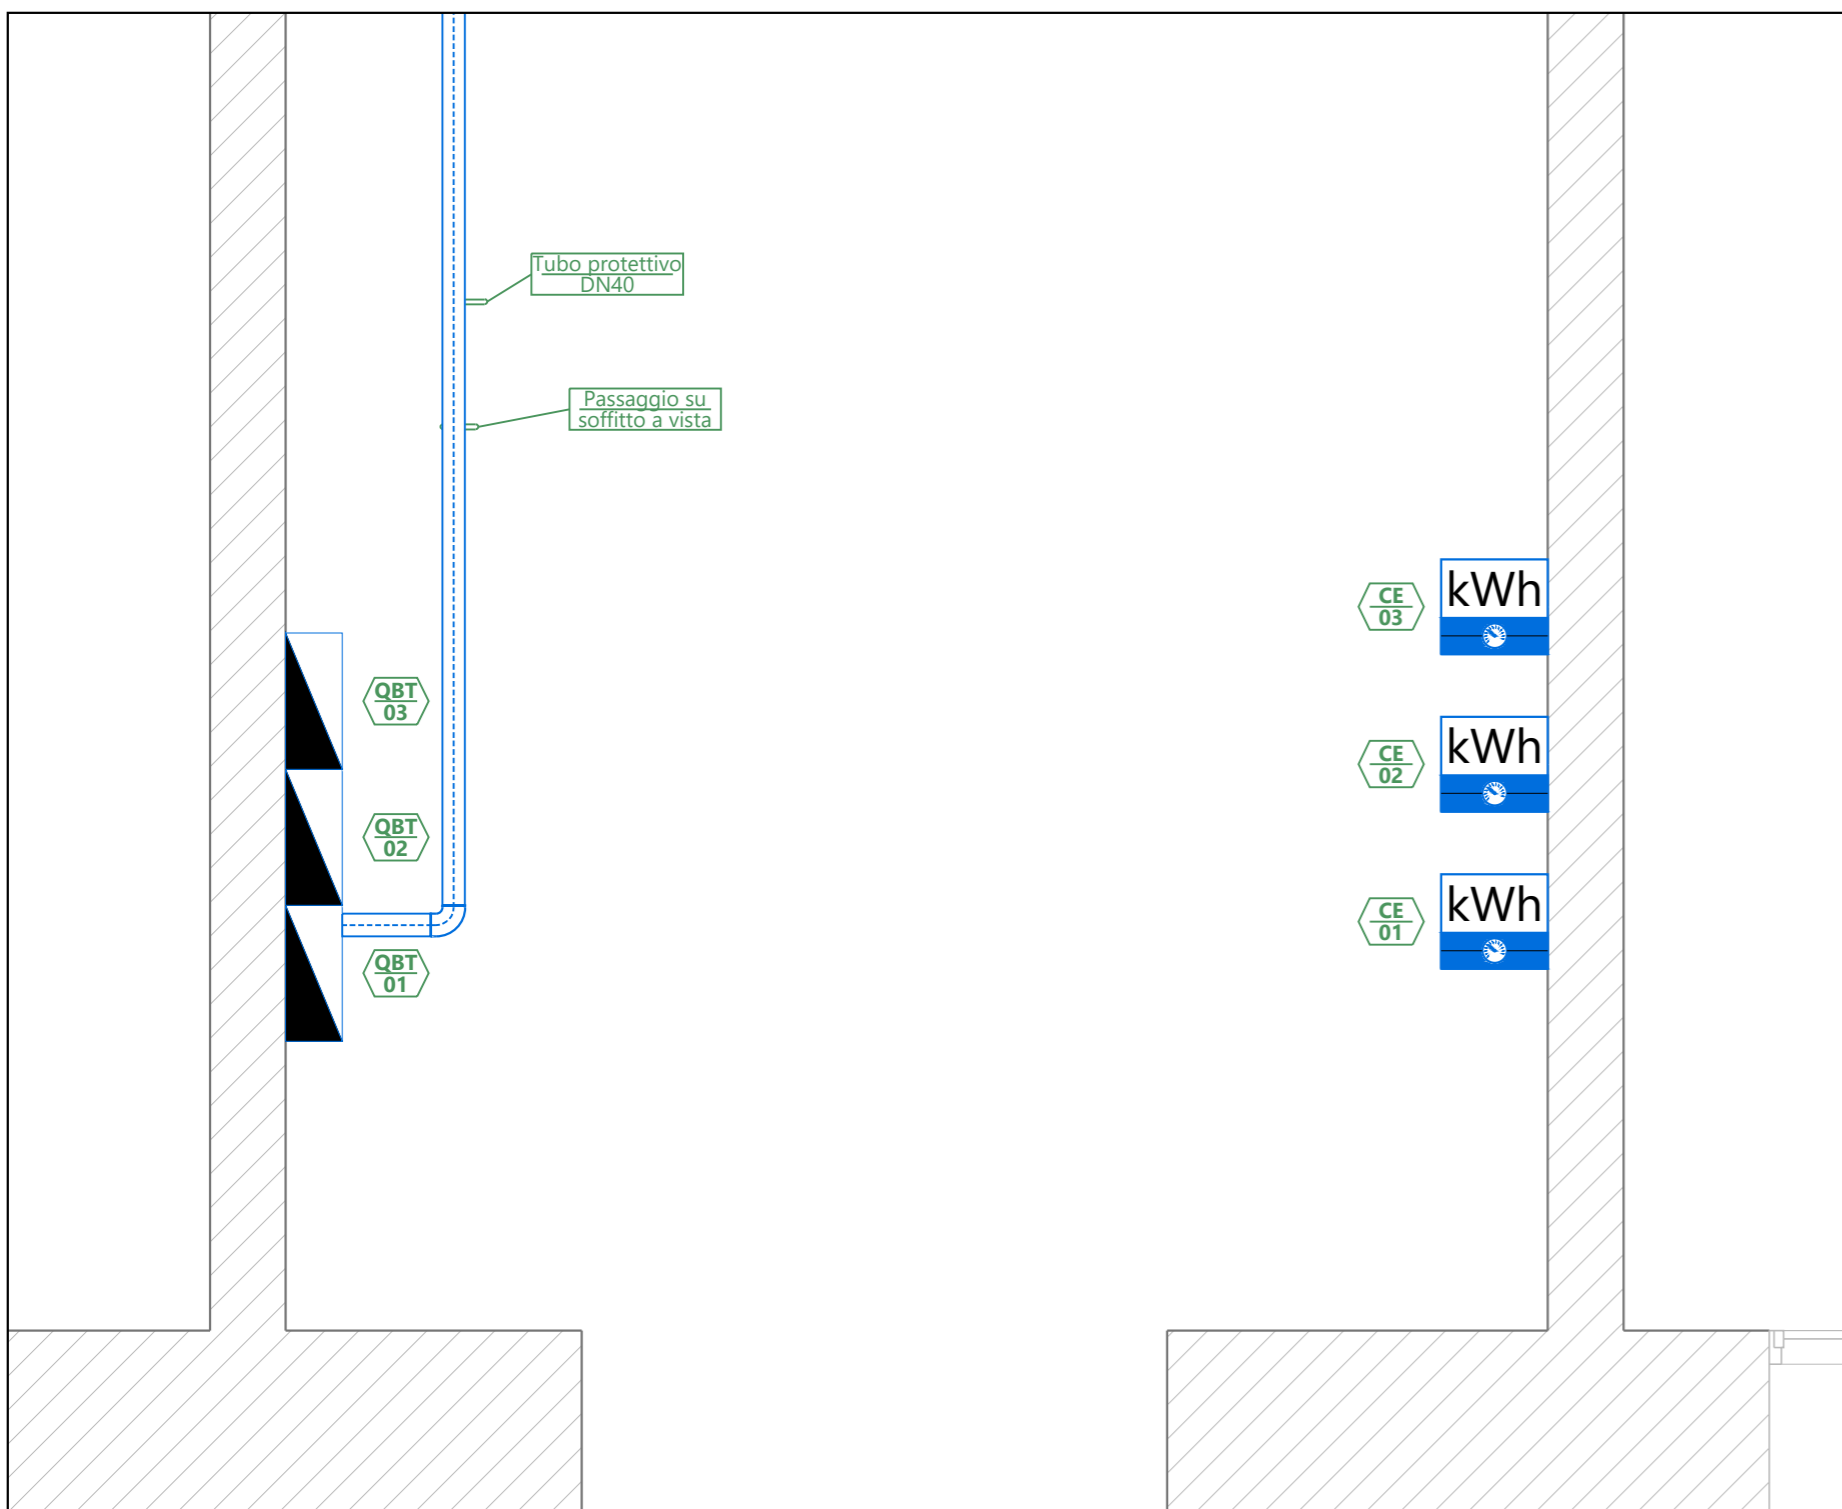 Tubo protettivo
DN40
Passaggio su
soffitto a vista
kWh
CE
03
QBT
03
kWh
CE
02
QBT
02
kWh
CE
01
QBT
01